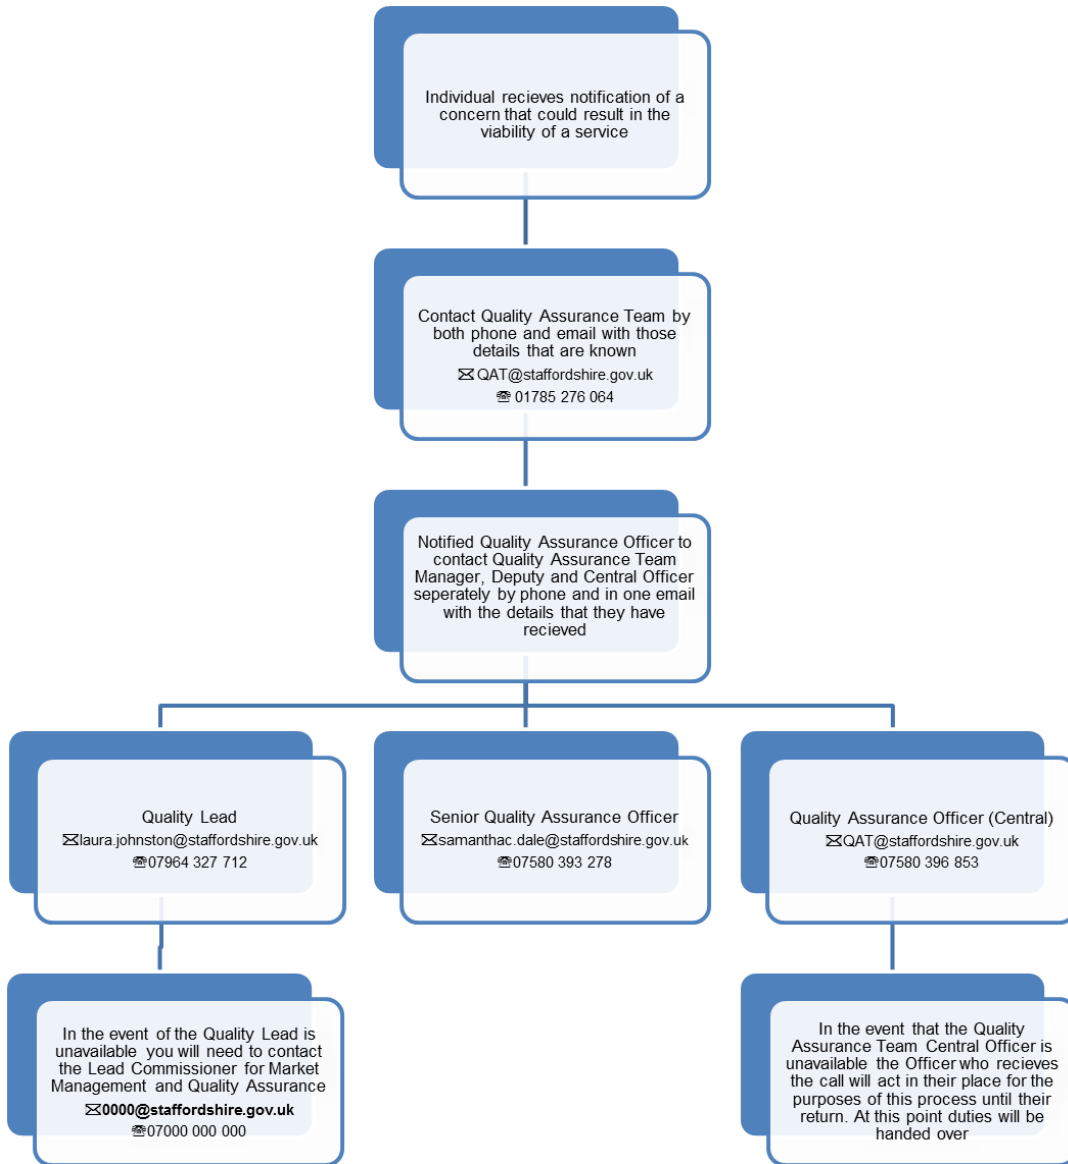 Individual recieves notification of a
concern that could result in the
viability of a service
Contact Quality Assurance Team by
both phone and email with those
details that are known
✉ QAT@staffordshire.gov.uk
☏ 01785 276 064
Notified Quality Assurance Officer to
contact Quality Assurance Team
Manager, Deputy and Central Officer
seperately by phone and in one email
with the details that they have
recieved
Quality Lead
✉laura.johnston@staffordshire.gov.uk
☏07964 327 712
Senior Quality Assurance Officer
✉samanthac.dale@staffordshire.gov.uk
☏07580 393 278
Quality Assurance Officer (Central)
✉QAT@staffordshire.gov.uk
☏07580 396 853
In the event of the Quality Lead is
unavailable you will need to contact
the Lead Commissioner for Market
Management and Quality Assurance
✉0000@staffordshire.gov.uk
☏07000 000 000
In the event that the Quality
Assurance Team Central Officer is
unavailable the Officer who recieves
the call will act in their place for the
purposes of this process until their
return. At this point duties will be
handed over